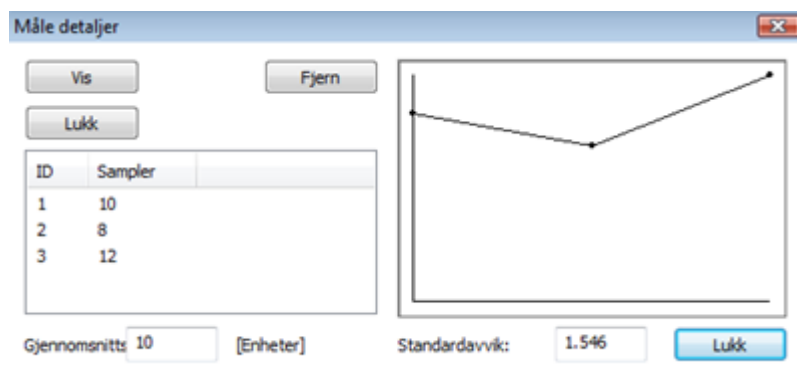 Måle detaljer
Vis
Fjern
Lukk
ID Sampler
1 10
2 8
3 12
Gjennomsnitts 10 [Enheter]
Standardavvik: 1.546
Lukk